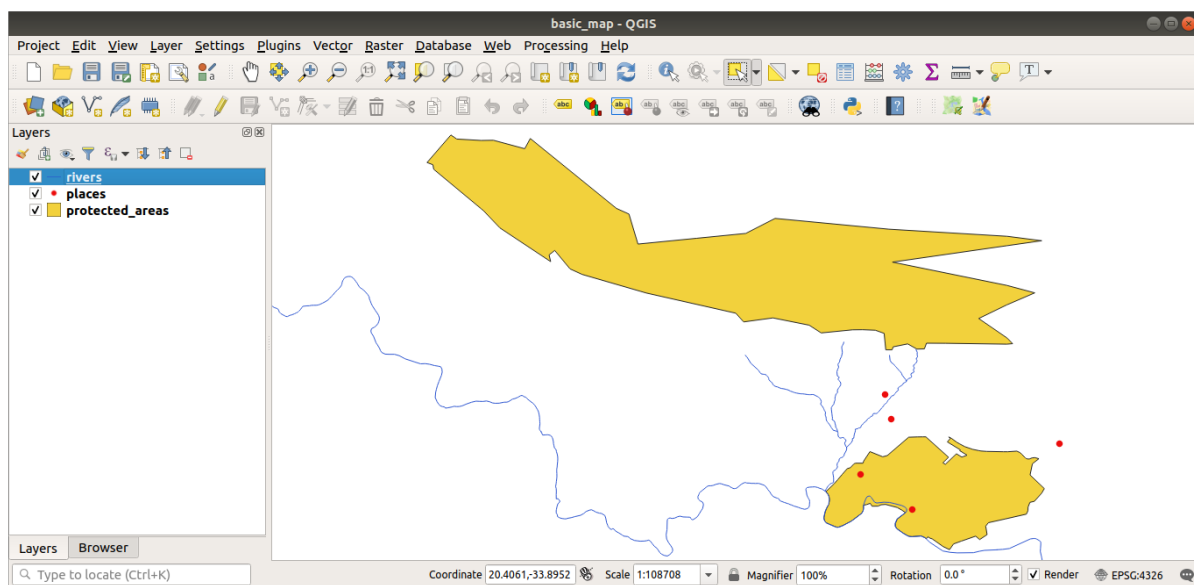 basic_map - QGIS
Project Edit View Layer Settings Plugins Vector Raster Database Web Processing Help
Layers
rivers
places
protected_areas
Layers Browser
Type to locate (Ctrl+K) Coordinate 20.4061,-33.8952 Scale 1:108708 Magnifier 100% Rotation 0.0 ° Render EPSG:4326